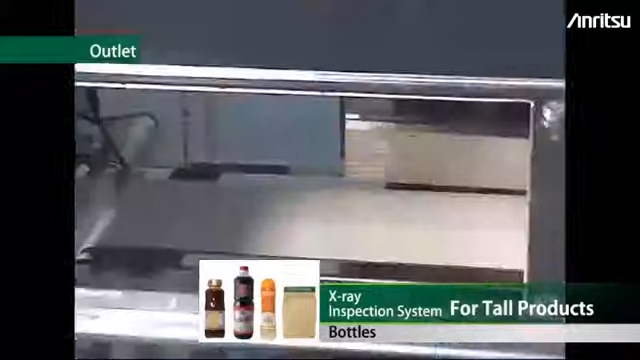 Anritsu
Outlet
X-ray
Inspection System For Tall Products
Bottles